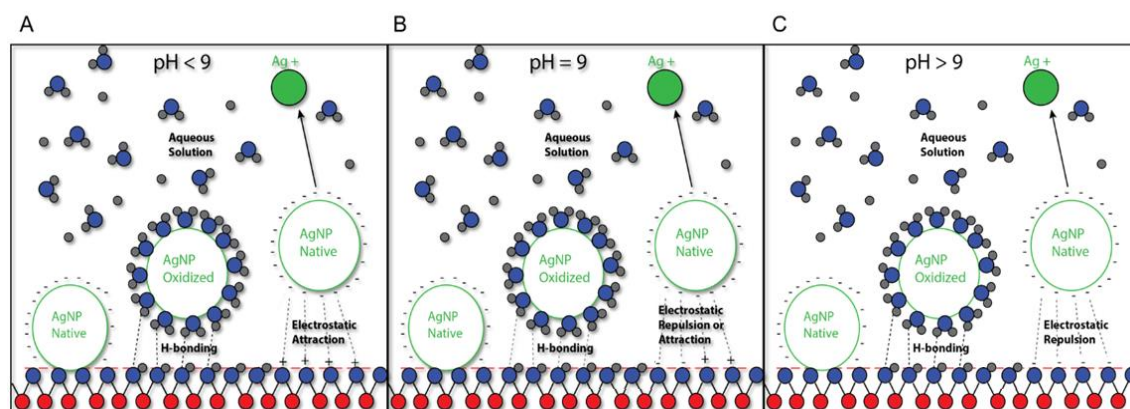 A
B
C
pH < 9
Ag +
Aqueous
Solution
AgNP
Native
AgNP
Oxidized
AgNP
Native
Electrostatic
Attraction
H-bonding
+ + + +
pH = 9
Ag +
Aqueous
Solution
AgNP
Native
AgNP
Oxidized
AgNP
Native
Electrostatic
Repulsion or
Attraction
H-bonding
+ +
pH > 9
Ag +
Aqueous
Solution
AgNP
Native
AgNP
Oxidized
AgNP
Native
Electrostatic
Repulsion
H-bonding